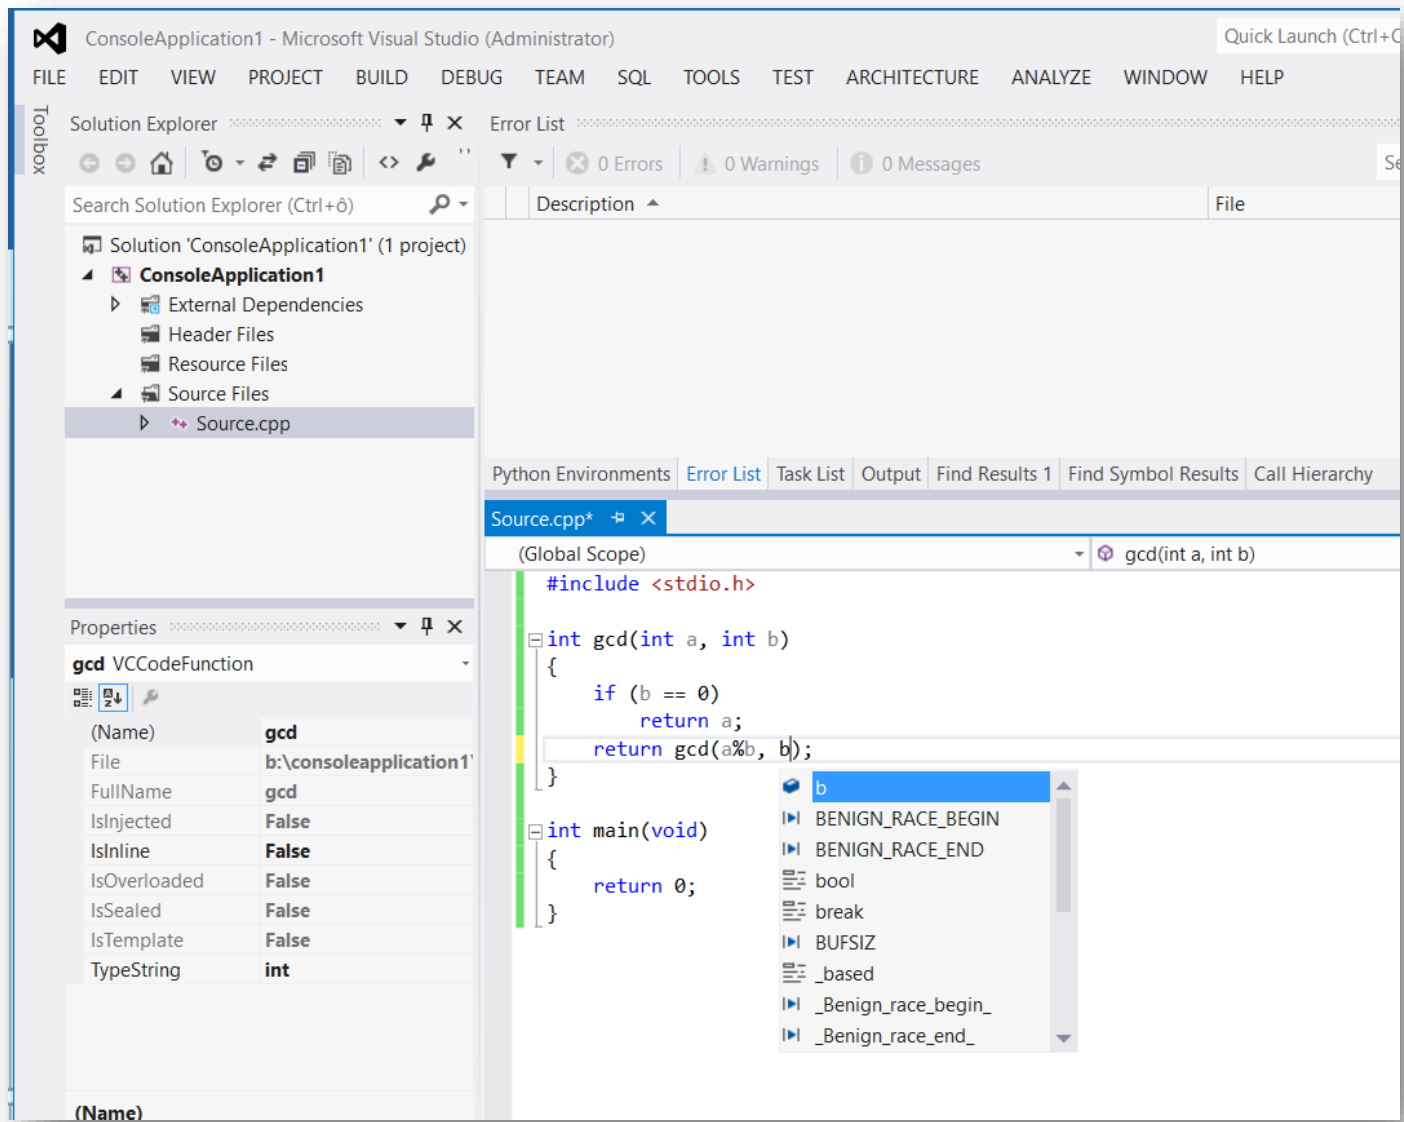 ConsoleApplication1 - Microsoft Visual Studio (Administrator)
Quick Launch (Ctrl+
FILE EDIT VIEW PROJECT BUILD DEBUG TEAM SQL TOOLS TEST ARCHITECTURE ANALYZE WINDOW HELP
Toolbox
Solution Explorer
Search Solution Explorer (Ctrl+ô)
Solution 'ConsoleApplication1' (1 project)
ConsoleApplication1
External Dependencies
Header Files
Resource Files
Source Files
Source.cpp
Properties
gcd VCCodeFunction
(Name) gcd
File b:\consoleapplication1\
FullName gcd
IsInjected False
IsInline False
IsOverloaded False
IsSealed False
IsTemplate False
TypeString int
(Name)
Error List
0 Errors 0 Warnings 0 Messages
Se
Description File
Python Environments Error List Task List Output Find Results 1 Find Symbol Results Call Hierarchy
Source.cpp*
(Global Scope) gcd(int a, int b)
#include <stdio.h>
int gcd(int a, int b)
{
if (b == 0)
return a;
return gcd(a%b, b);
}
int main(void)
{
return 0;
}
b
BENIGN_RACE_BEGIN
BENIGN_RACE_END
bool
break
BUFSIZ
_based
_Benign_race_begin_
_Benign_race_end_